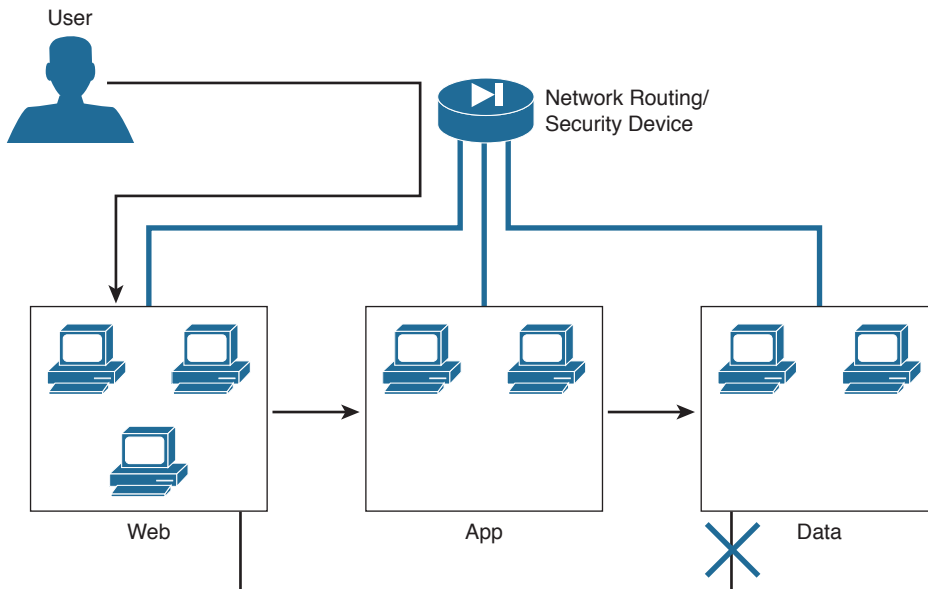 User
Network Routing/
Security Device
Web
App
Data